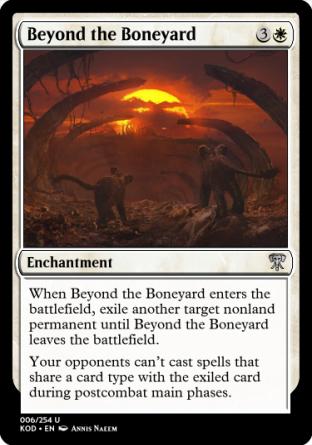 Beyond the Boneyard 3
Enchantment
When Beyond the Boneyard enters the
battlefield, exile another target nonland
permanent until Beyond the Boneyard
leaves the battlefield.
Your opponents can't cast spells that
share a card type with the exiled card
during postcombat main phases.
006/254 U
KOD • EN Annis Naeem